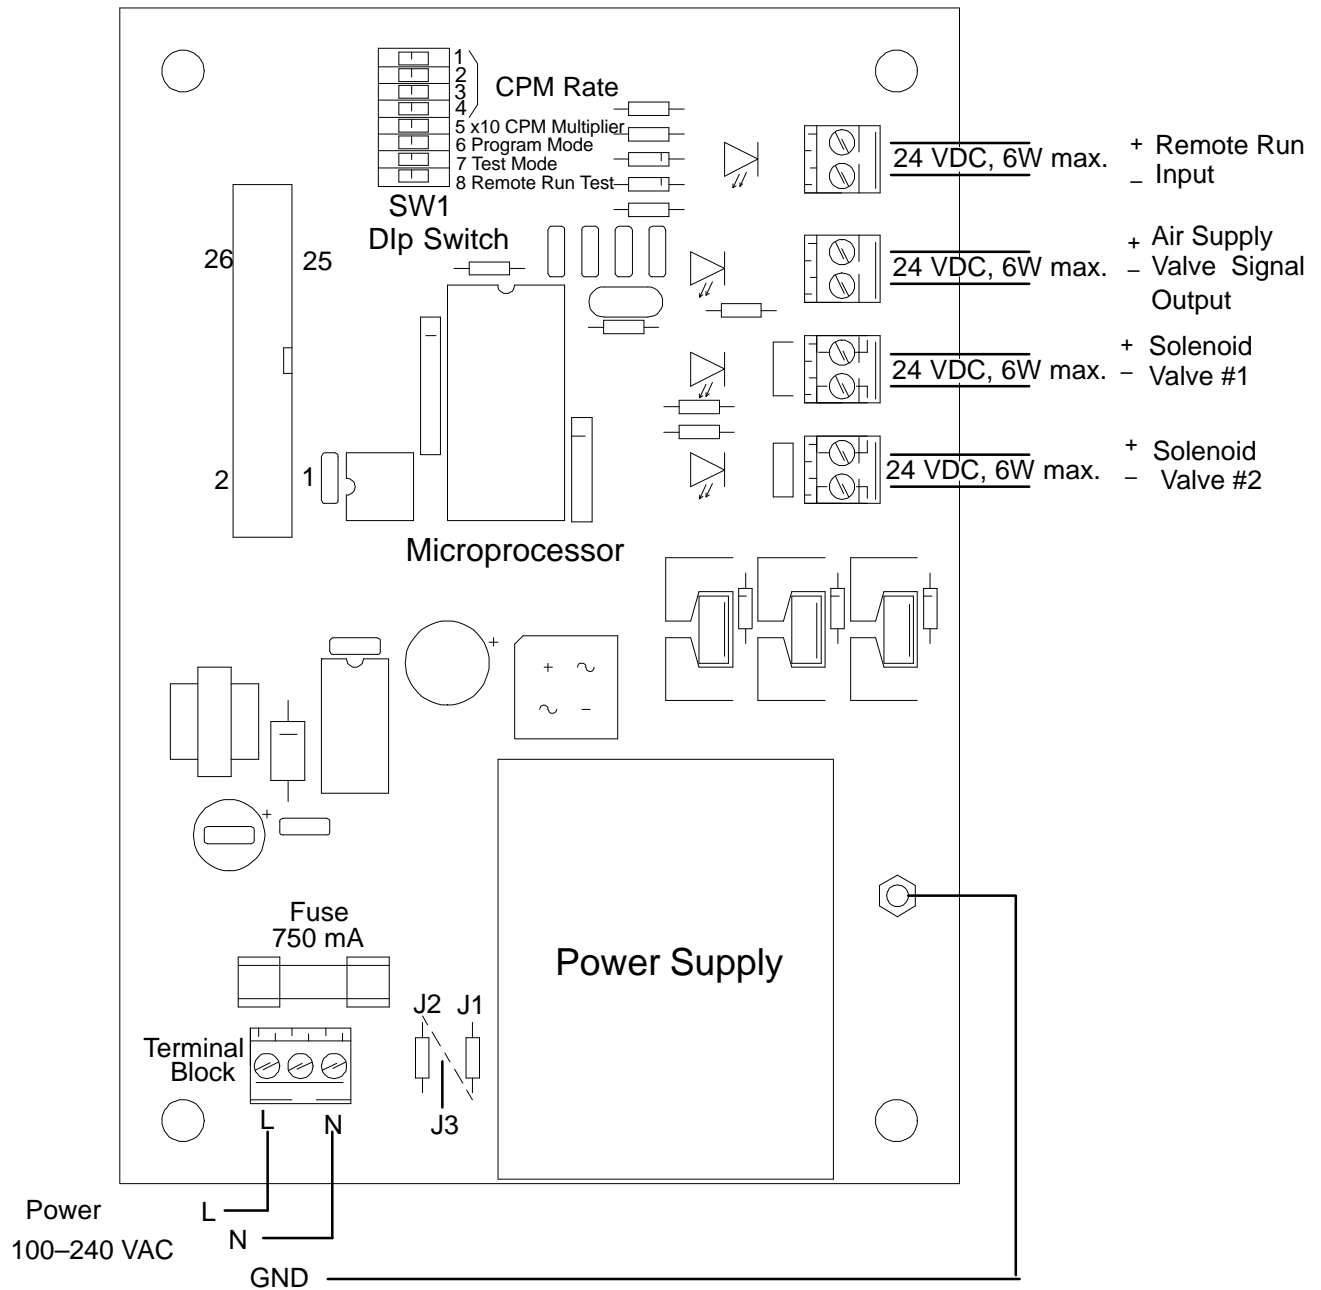 1
2
3
4
CPM Rate
5 x10 CPM Multiplier
6 Program Mode
7 Test Mode
8 Remote Run Test
SW1
DIp Switch
24 VDC, 6W max.
+ Remote Run
– Input
24 VDC, 6W max.
+ Air Supply
– Valve Signal
Output
24 VDC, 6W max.
+ Solenoid
– Valve #1
24 VDC, 6W max.
+ Solenoid
– Valve #2
26
25
2
1
Microprocessor
+
+ ~
~ –
+
Fuse
750 mA
Power Supply
J2
J1
J3
Terminal
Block
L
N
Power
100–240 VAC
L
N
GND